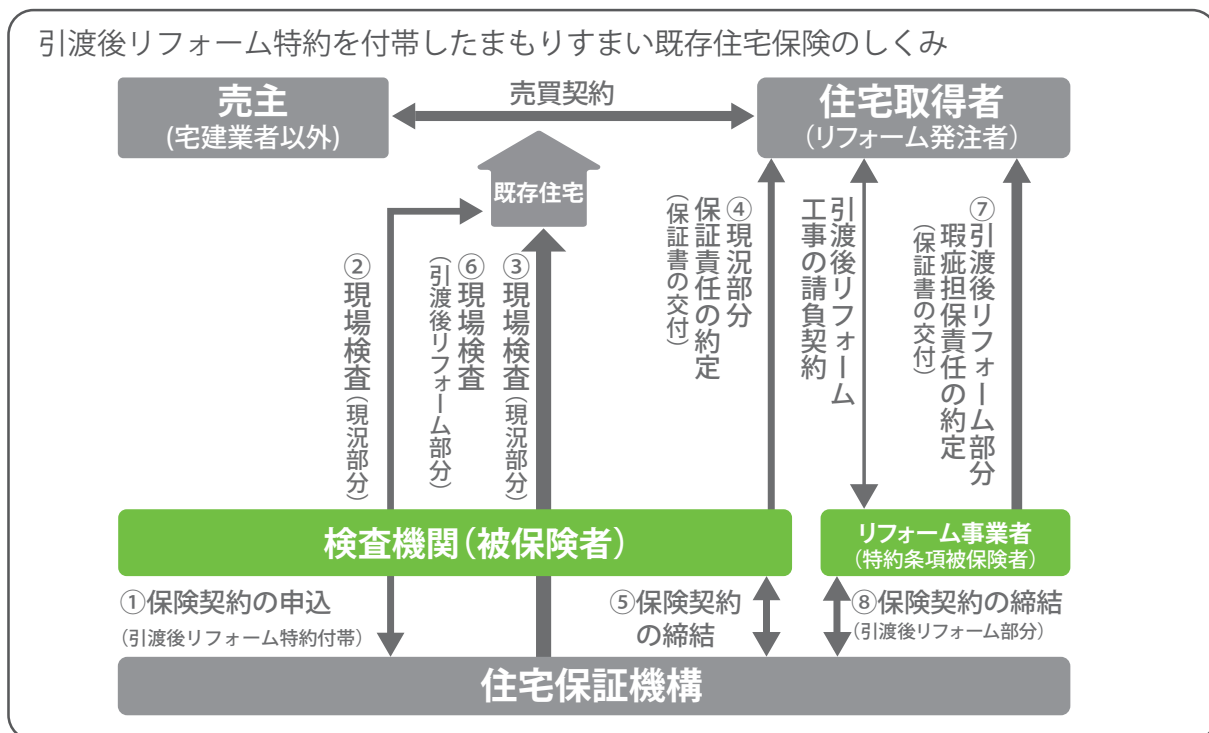 引渡後リフォーム特約を付帯したまもりすまい既存住宅保険のしくみ
売主
(宅建業者以外)
売買契約
住宅取得者
(リフォーム発注者)
既存住宅
②現場検査(現況部分)
⑥現場検査
(引渡後リフォーム部分)
③現場検査(現況部分)
④現況部分
保証責任の約定
(保証書の交付)
引渡後リフォーム
工事の請負契約
⑦引渡後リフォーム部分
瑕疵担保責任の約定
(保証書の交付)
検査機関(被保険者)
リフォーム事業者
(特約条項被保険者)
①保険契約の申込
(引渡後リフォーム特約付帯)
⑤保険契約
の締結
⑧保険契約の締結
(引渡後リフォーム部分)
住宅保証機構